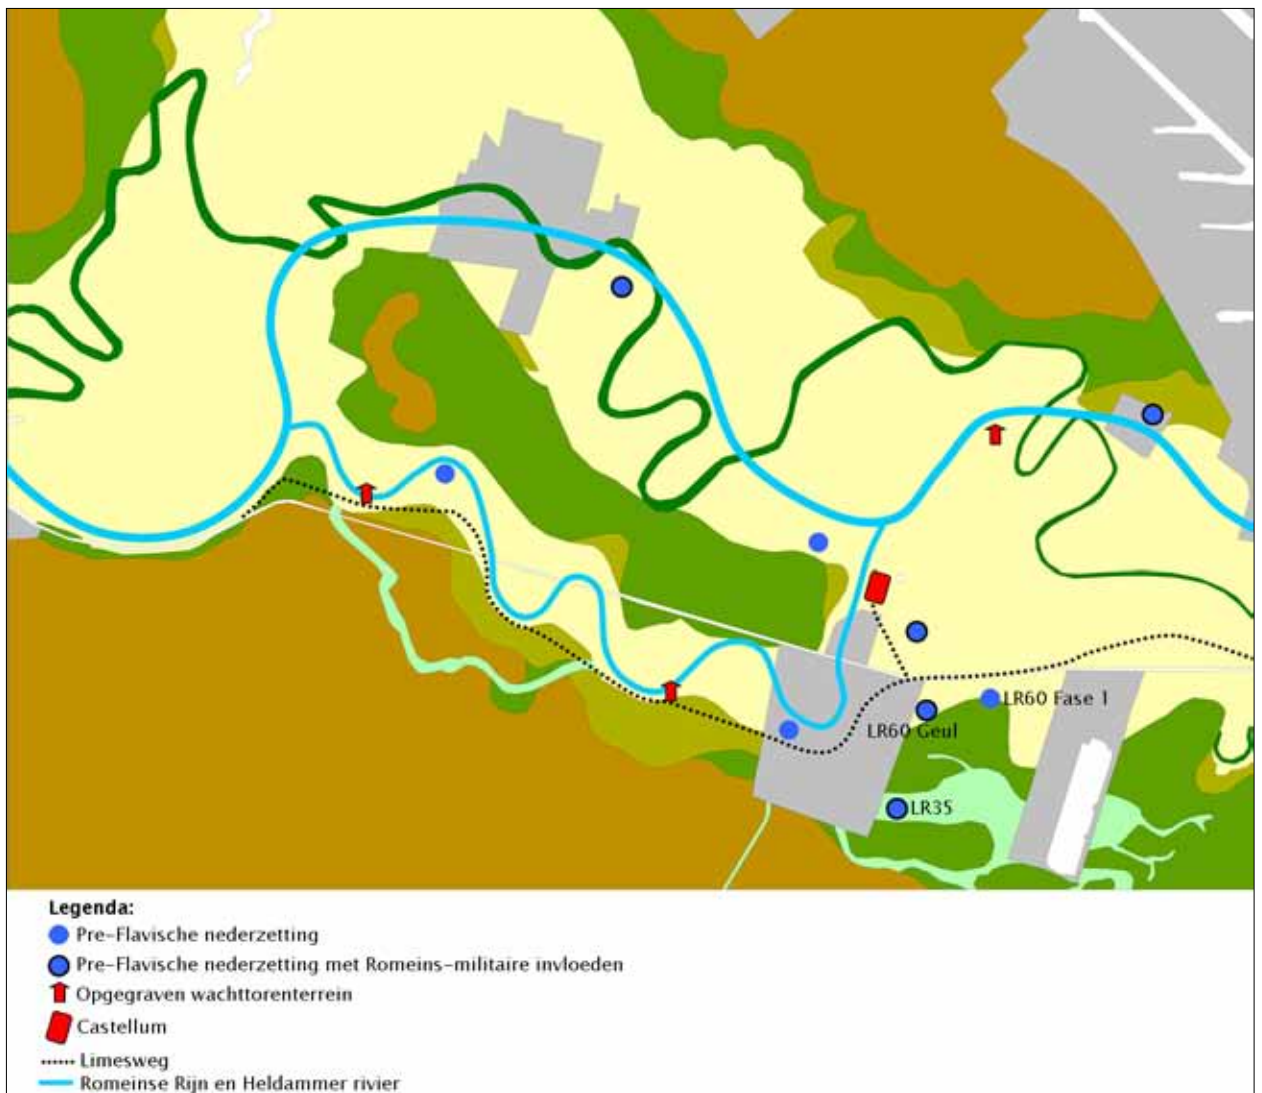 LR60 Fase 1
LR60 Geul
LR35
Legenda:
Pre-Flavische nederzetting
Pre-Flavische nederzetting met Romeins-militaire invloeden
Opgegraven wachttorenterrein
Castellum
Limesweg
Romeinse Rijn en Heldammer rivier